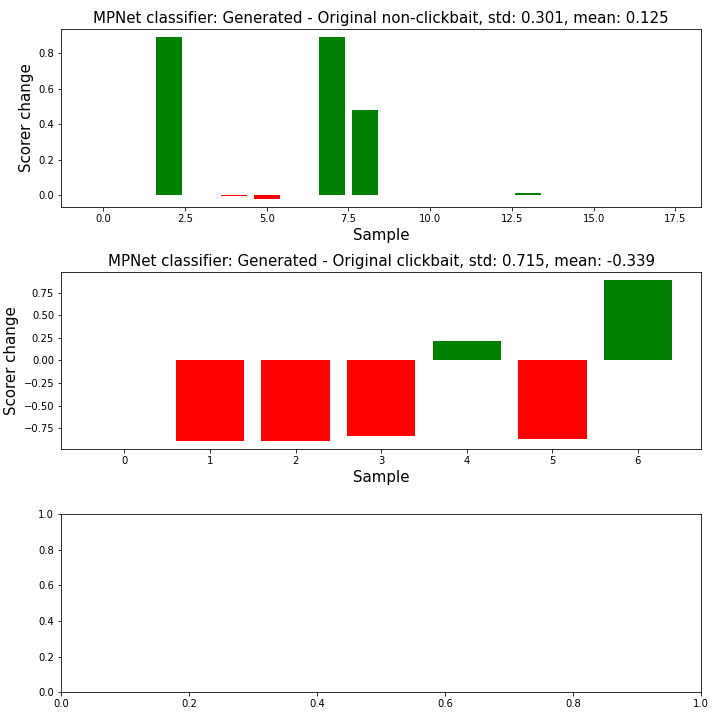 MPNet classifier: Generated - Original non-clickbait, std: 0.301, mean: 0.125
Scorer change
0.8
0.6
0.4
0.2
0.0
0.0 2.5 5.0 7.5 10.0 12.5 15.0 17.5
Sample
MPNet classifier: Generated - Original clickbait, std: 0.715, mean: -0.339
Scorer change
0.75
0.50
0.25
0.00
−0.25
−0.50
−0.75
0 1 2 3 4 5 6
Sample
1.0
0.8
0.6
0.4
0.2
0.0
0.0 0.2 0.4 0.6 0.8 1.0